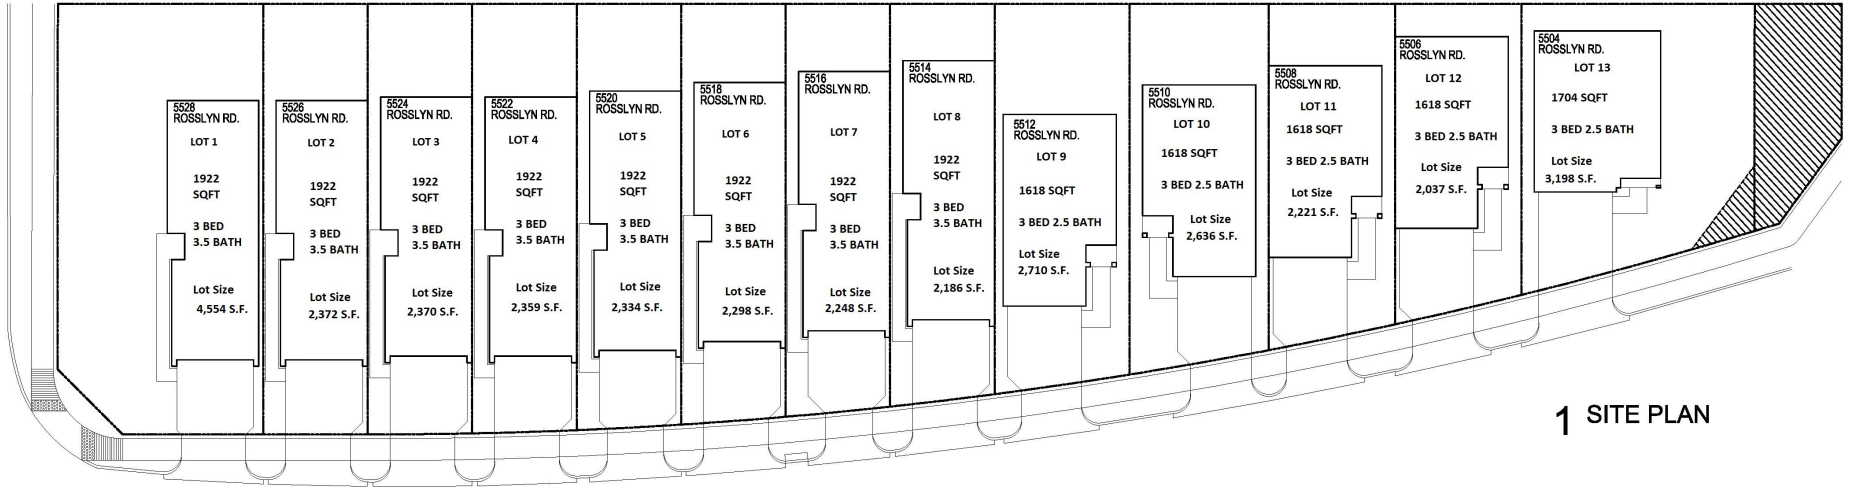 5528
ROSSLYN RD.
LOT 1
1922
SQFT
3 BED
3.5 BATH
Lot Size
4,554 S.F.
5526
ROSSLYN RD.
LOT 2
1922
SQFT
3 BED
3.5 BATH
Lot Size
2,372 S.F.
5524
ROSSLYN RD.
LOT 3
1922
SQFT
3 BED
3.5 BATH
Lot Size
2,370 S.F.
5522
ROSSLYN RD.
LOT 4
1922
SQFT
3 BED
3.5 BATH
Lot Size
2,359 S.F.
5520
ROSSLYN RD.
LOT 5
1922
SQFT
3 BED
3.5 BATH
Lot Size
2,334 S.F.
5518
ROSSLYN RD.
LOT 6
1922
SQFT
3 BED
3.5 BATH
Lot Size
2,298 S.F.
5516
ROSSLYN RD.
LOT 7
1922
SQFT
3 BED
3.5 BATH
Lot Size
2,248 S.F.
5514
ROSSLYN RD.
LOT 8
1922
SQFT
3 BED
3.5 BATH
Lot Size
2,186 S.F.
5512
ROSSLYN RD.
LOT 9
1618 SQFT
3 BED 2.5 BATH
Lot Size
2,710 S.F.
5510
ROSSLYN RD.
LOT 10
1618 SQFT
3 BED 2.5 BATH
Lot Size
2,636 S.F.
5508
ROSSLYN RD.
LOT 11
1618 SQFT
3 BED 2.5 BATH
Lot Size
2,221 S.F.
5506
ROSSLYN RD.
LOT 12
1618 SQFT
3 BED 2.5 BATH
Lot Size
2,037 S.F.
5504
ROSSLYN RD.
LOT 13
1704 SQFT
3 BED 2.5 BATH
Lot Size
3,198 S.F.
1 SITE PLAN